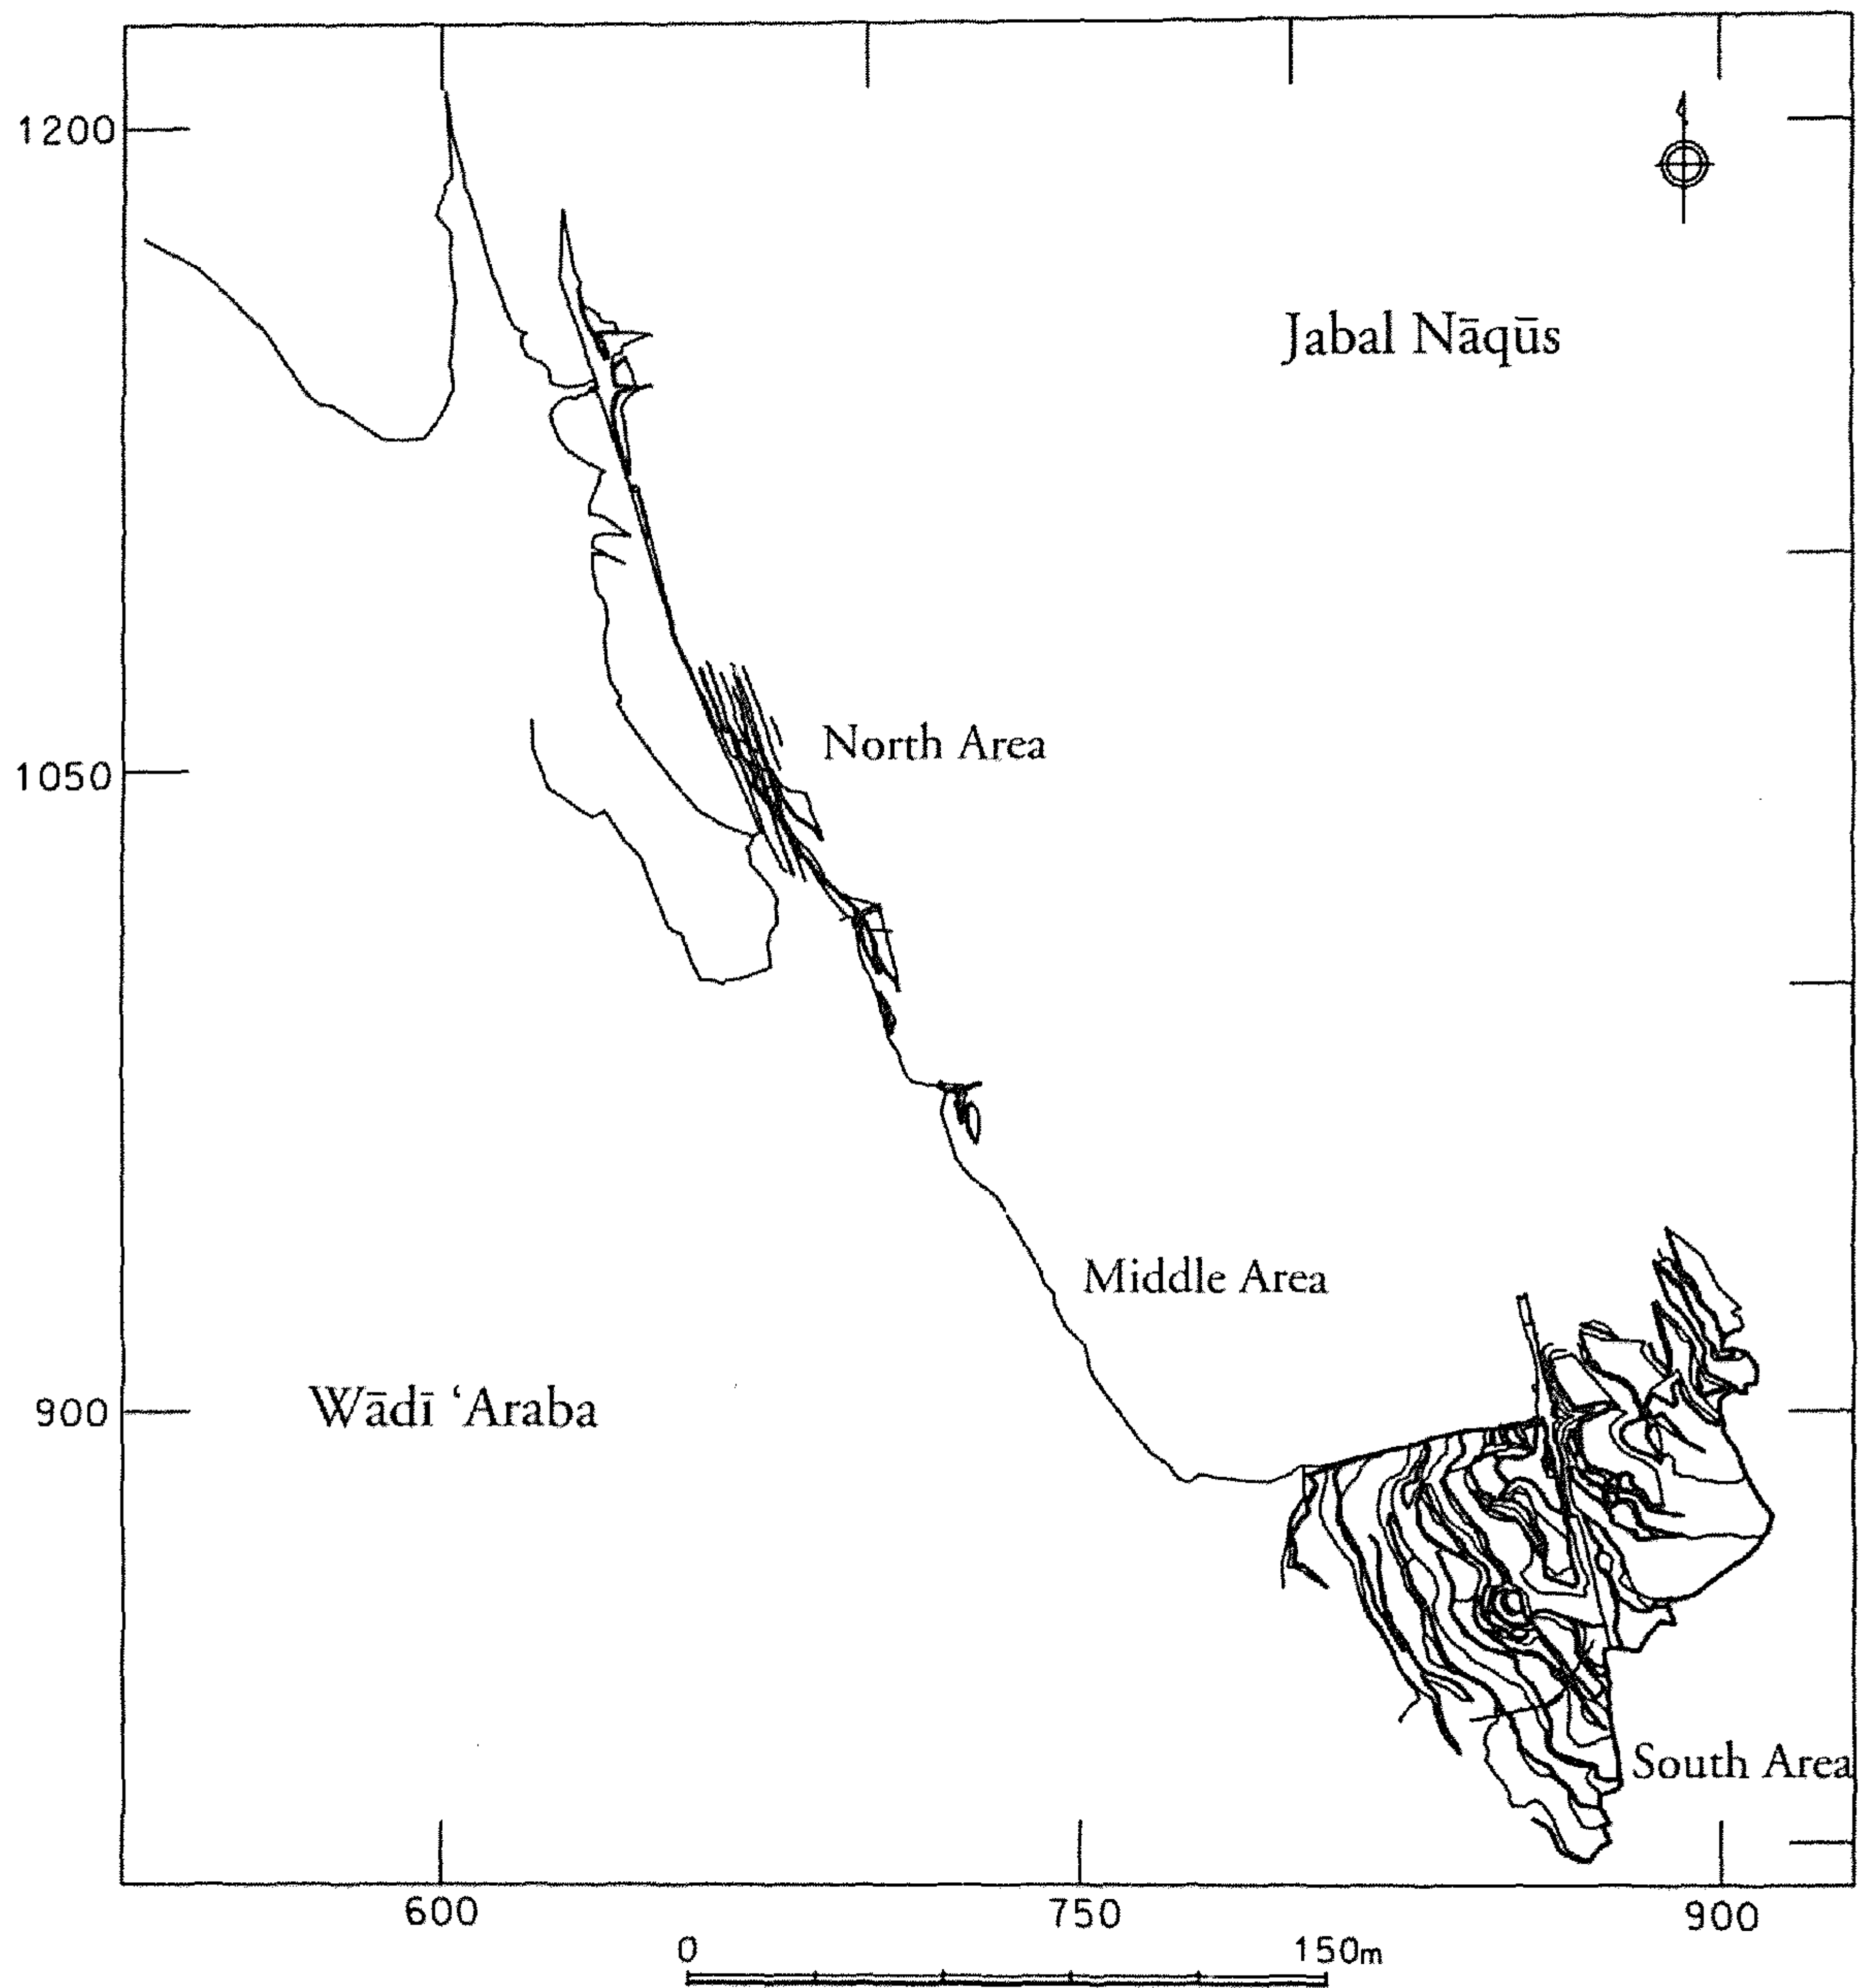 1200
Jabal Nāqūs
North Area
1050
Middle Area
Wādī ‘Araba
900
South Area
600 750 900
0 150m